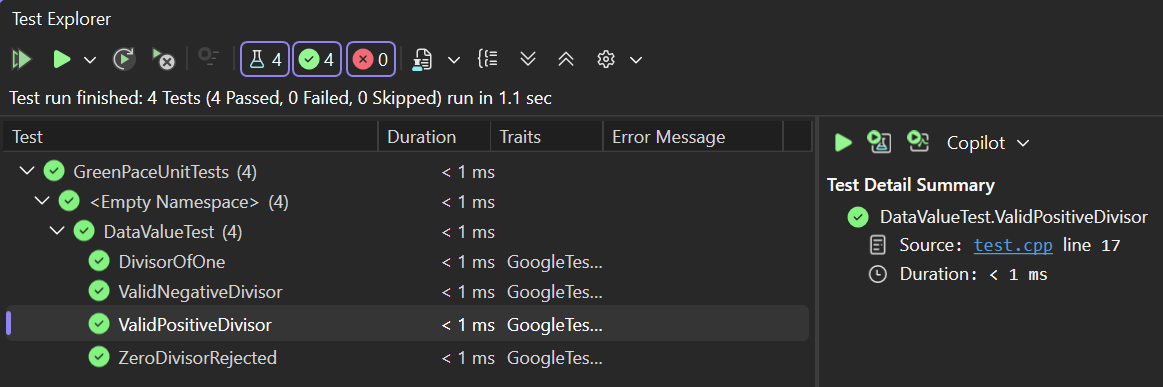 Test Explorer
4 4 0
Test run finished: 4 Tests (4 Passed, 0 Failed, 0 Skipped) run in 1.1 sec
Test Duration Traits Error Message
GreenPaceUnitTests (4) < 1 ms
<Empty Namespace> (4) < 1 ms
DataValueTest (4) < 1 ms
DivisorOfOne < 1 ms GoogleTes...
ValidNegativeDivisor < 1 ms GoogleTes...
ValidPositiveDivisor < 1 ms GoogleTes...
ZeroDivisorRejected < 1 ms GoogleTes...
Copilot
Test Detail Summary
DataValueTest.ValidPositiveDivisor
Source: test.cpp line 17
Duration: < 1 ms